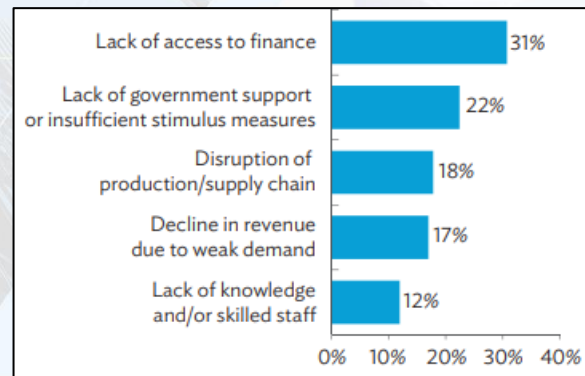 Lack of access to finance
31%
Lack of government support
or insufficient stimulus measures
22%
Disruption of
production/supply chain
18%
Decline in revenue
due to weak demand
17%
Lack of knowledge
and/or skilled staff
12%
0% 10% 20% 30% 40%